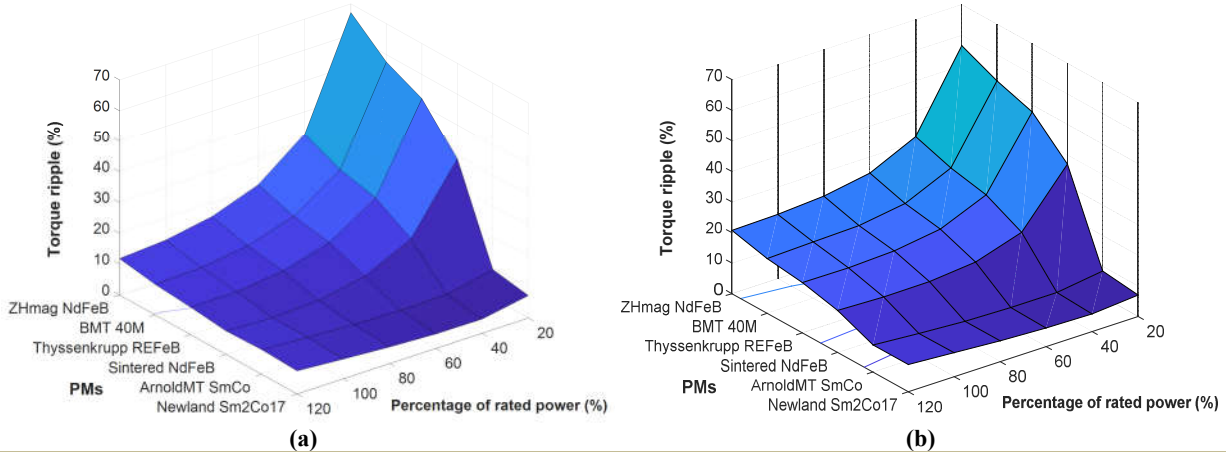 70
60
50
40
30
20
10
0
Torque ripple (%)
ZHmag NdFeB
BMT 40M
Thyssenkrupp REFeB
Sintered NdFeB
ArnoldMT SmCo
Newland Sm2Co17
PMs
120
100
80
60
40
20
Percentage of rated power (%)
(a)
70
60
50
40
30
20
10
0
Torque ripple (%)
ZHmag NdFeB
BMT 40M
Thyssenkrupp REFeB
Sintered NdFeB
ArnoldMT SmCo
Newland Sm2Co17
PMs
120
100
80
60
40
20
Percentage of rated power (%)
(b)